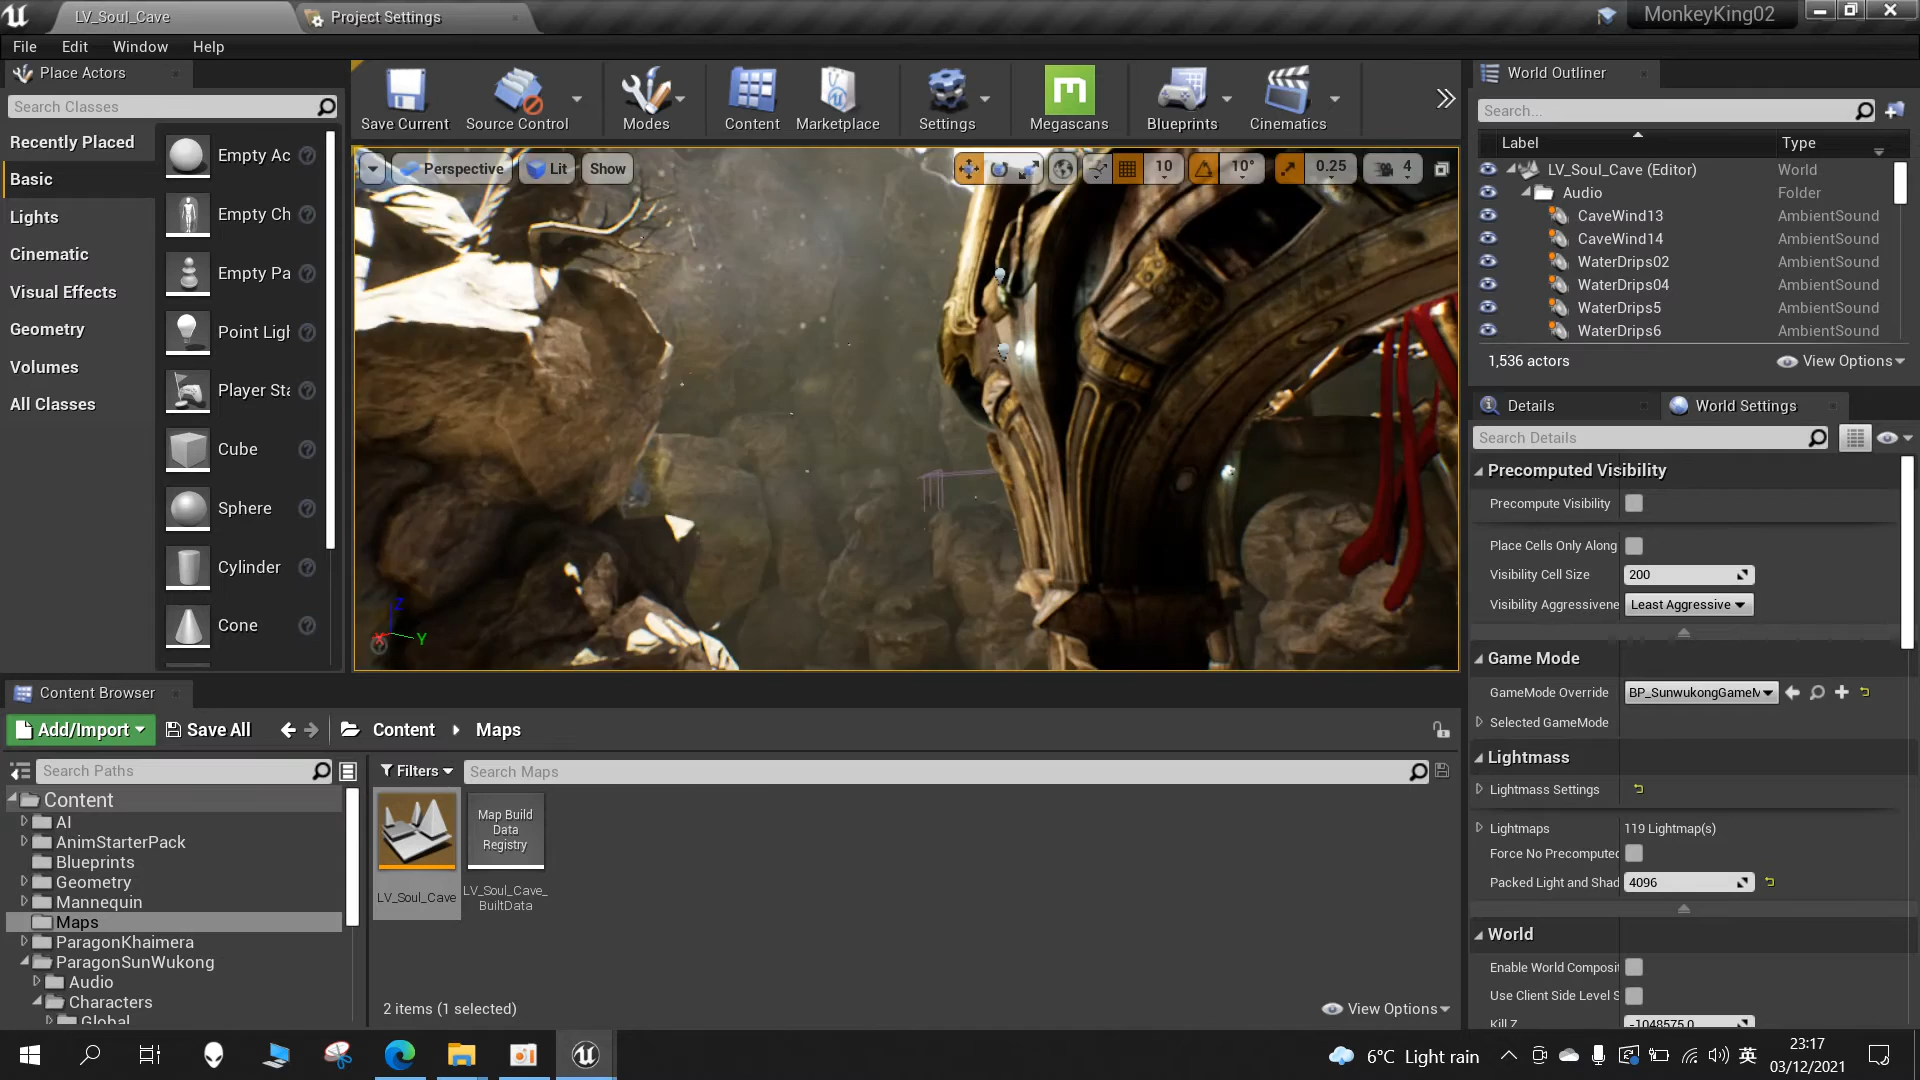 LV_Soul_Cave
Project Settings
MonkeyKing02
File Edit Window Help
Place Actors
Search Classes
Recently Placed
Basic
Lights
Cinematic
Visual Effects
Geometry
Volumes
All Classes
Empty Ac
Empty Ch
Empty Pa
Point Ligh
Player Sta
Cube
Sphere
Cylinder
Cone
Save Current
Source Control
Modes
Content
Marketplace
Settings
Megascans
Blueprints
Cinematics
Perspective
Lit
Show
10
10°
0.25
4
Z
X
Y
World Outliner
Search...
Label Type
LV_Soul_Cave (Editor) World
Audio Folder
CaveWind13 AmbientSound
CaveWind14 AmbientSound
WaterDrips02 AmbientSound
WaterDrips04 AmbientSound
WaterDrips5 AmbientSound
WaterDrips6 AmbientSound
1,536 actors
View Options
Details
World Settings
Search Details
Precomputed Visibility
Precompute Visibility
Place Cells Only Along
Visibility Cell Size 200
Visibility Aggressivene Least Aggressive
Game Mode
GameMode Override BP_SunwukongGameM
Selected GameMode
Lightmass
Lightmass Settings
Lightmaps 119 Lightmap(s)
Force No Precomputed
Packed Light and Shad 4096
World
Enable World Composit
Use Client Side Level S
Kill Z -1048575.0
Content Browser
Add/Import Save All Content Maps
Search Paths
Filters
Search Maps
Content
AI
AnimStarterPack
Blueprints
Geometry
Mannequin
Maps
ParagonKhaimera
ParagonSunWukong
Audio
Characters
Global
LV_Soul_Cave
Map Build
Data
Registry
LV_Soul_Cave_
BuiltData
2 items (1 selected)
View Options
6°C Light rain
英
23:17
03/12/2021